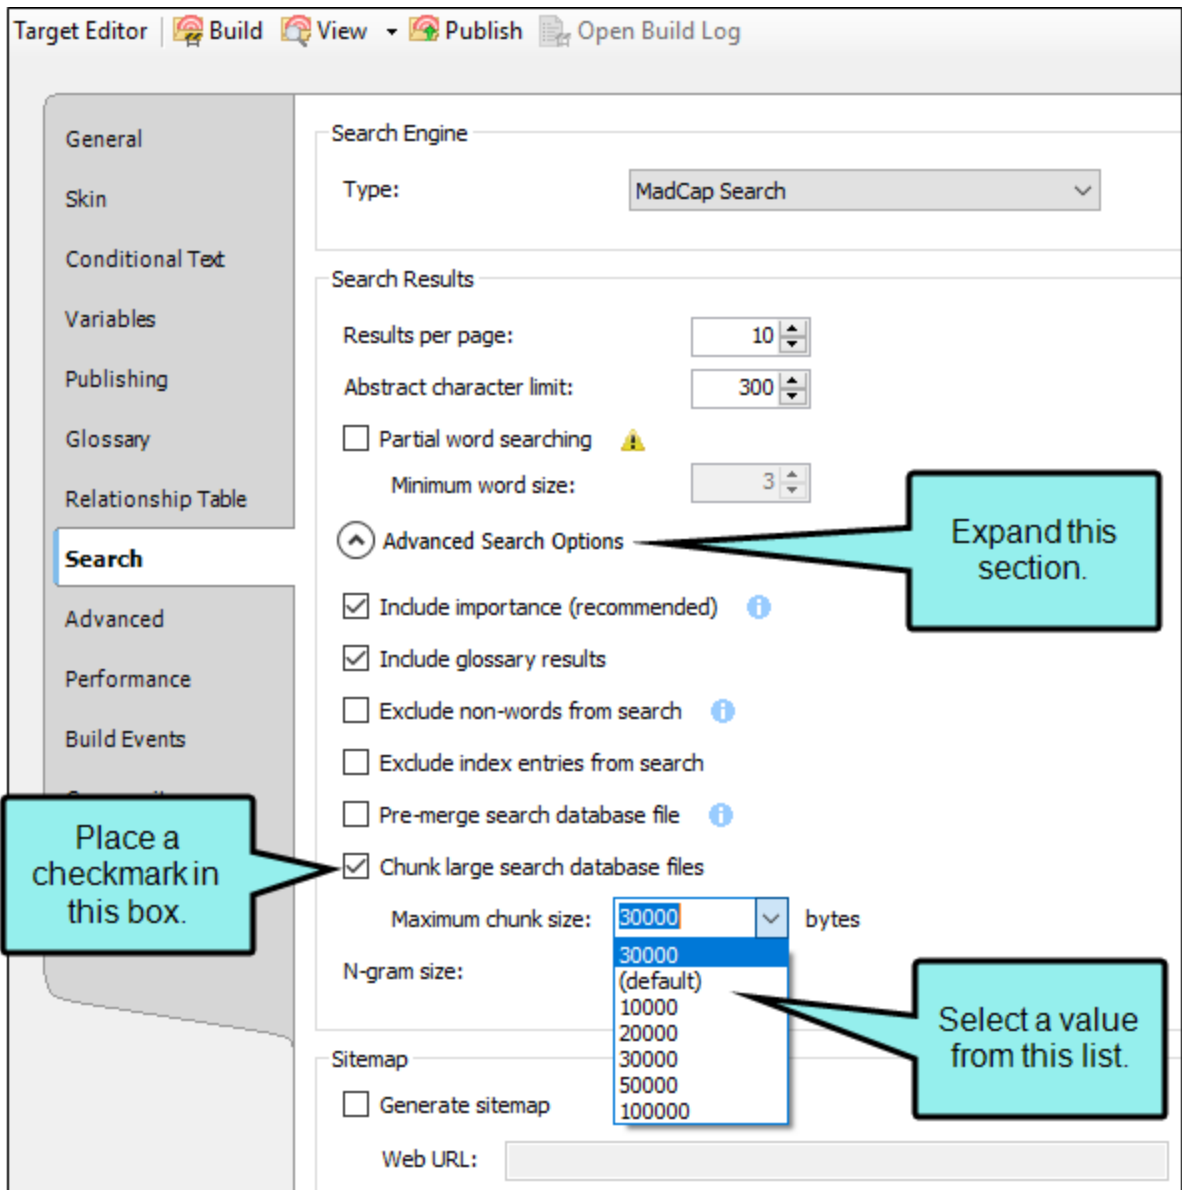 Target Editor Build View Publish Open Build Log
General
Skin
Conditional Text
Variables
Publishing
Glossary
Relationship Table
Search
Advanced
Performance
Build Events
Search Engine
Type: MadCap Search
Search Results
Results per page: 10
Abstract character limit: 300
Partial word searching
Minimum word size: 3
Advanced Search Options
Expand this
section.
Include importance (recommended)
Include glossary results
Exclude non-words from search
Exclude index entries from search
Pre-merge search database file
Place a
checkmark in
this box.
Chunk large search database files
Maximum chunk size: 30000 bytes
30000
(default)
10000
20000
30000
50000
100000
N-gram size:
Select a value
from this list.
Sitemap
Generate sitemap
Web URL: